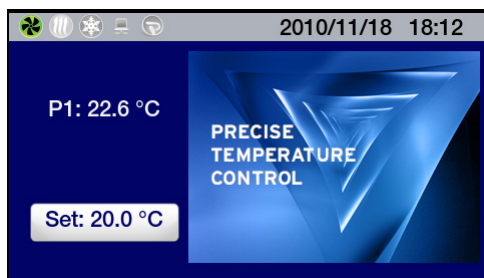 2010/11/18 18:12
P1: 22.6 °C
PRECISE
TEMPERATURE
CONTROL
Set: 20.0 °C